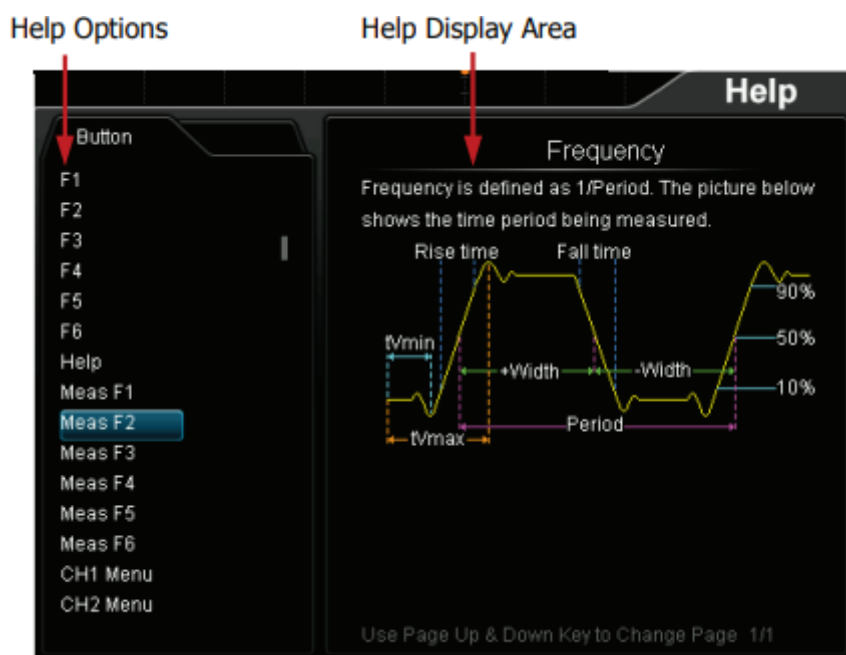 Help Options
Help Display Area
Help
Button
F1
F2
F3
F4
F5
F6
Help
Meas F1
Meas F2
Meas F3
Meas F4
Meas F5
Meas F6
CH1 Menu
CH2 Menu
Frequency
Frequency is defined as 1/Period. The picture below
shows the time period being measured.
Rise time
Fall time
90%
tVmin
50%
+Width
-Width
10%
Period
tVmax
Use Page Up & Down Key to Change Page 1/1